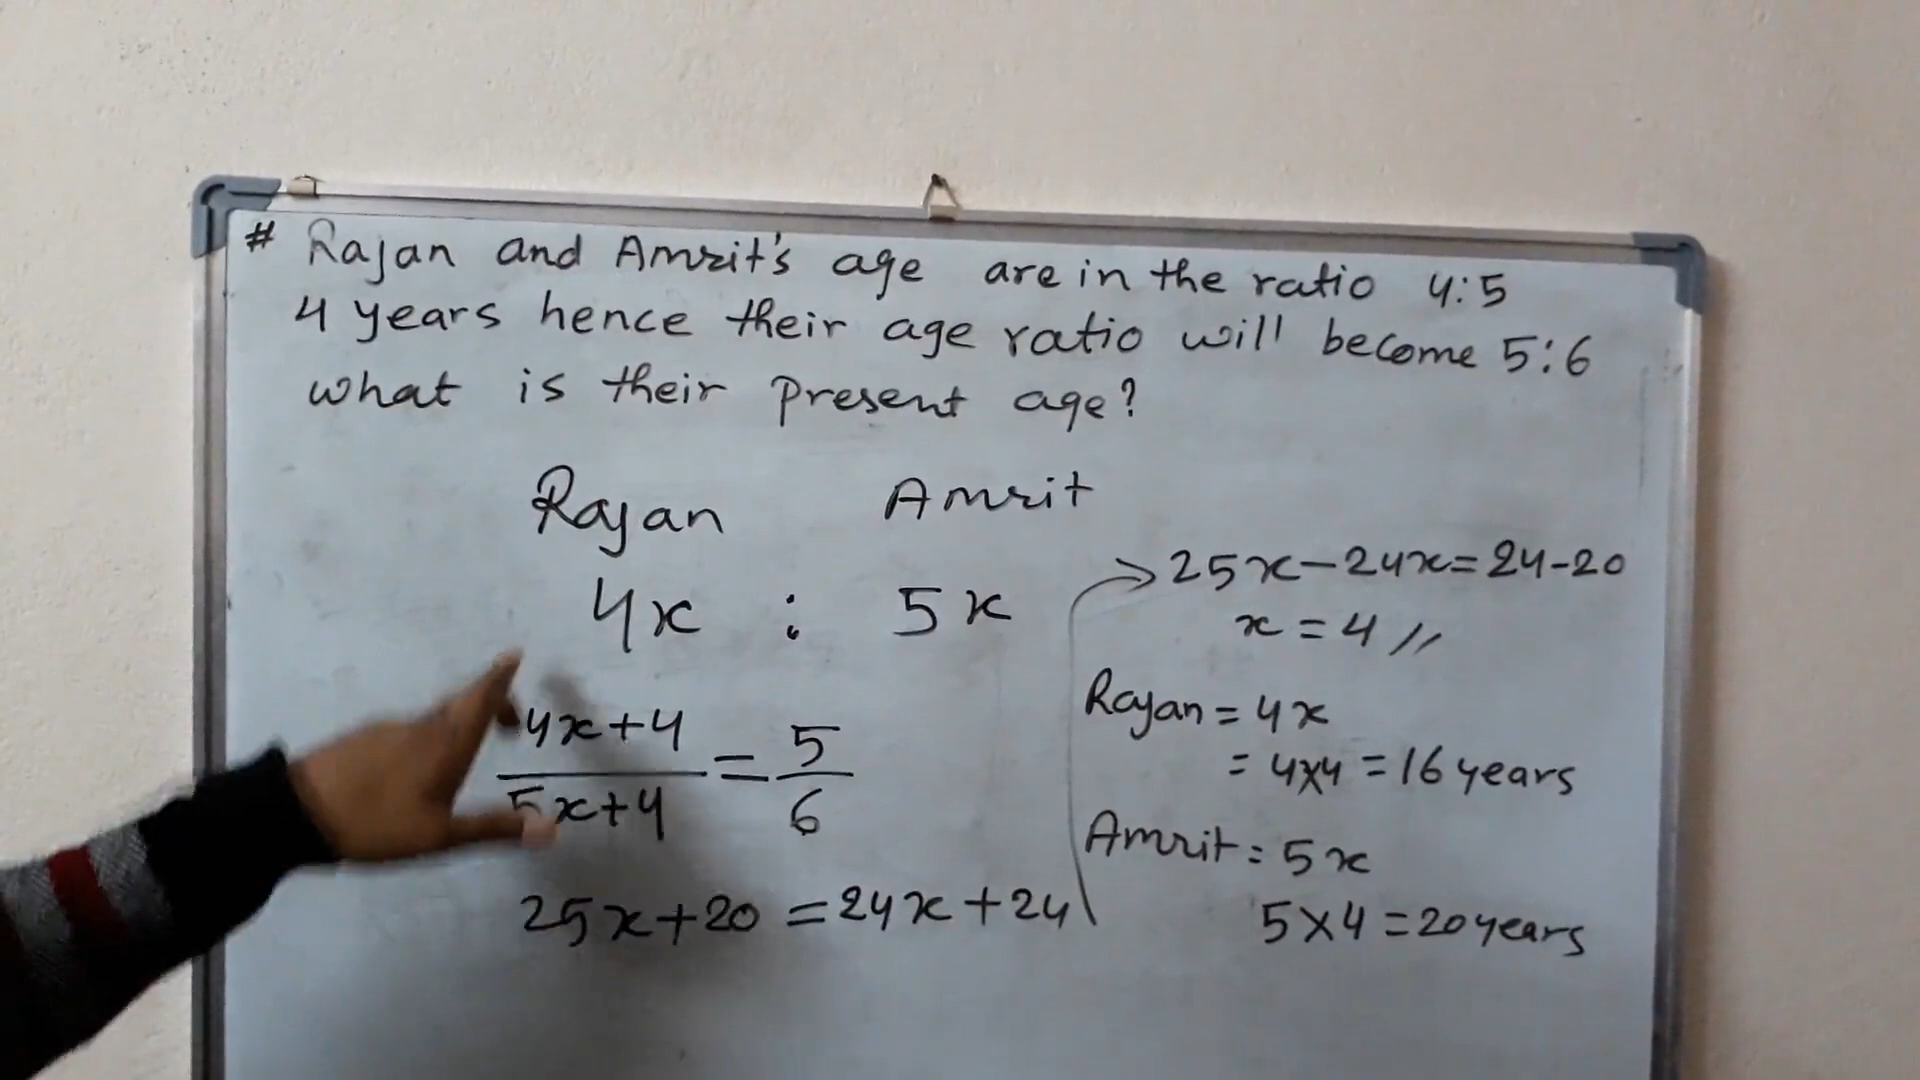 # Rajan and Amrit's age are in the ratio 4:5
4 years hence their age ratio will become 5:6
what is their present age?
Rajan Amrit
4x : 5x
4x+4 / 5x+4 = 5 / 6
25x+20 = 24x+24
→ 25x-24x=24-20
x=4//
Rajan = 4x
= 4x4 = 16 years
Amrit = 5x
5x4 = 20 years